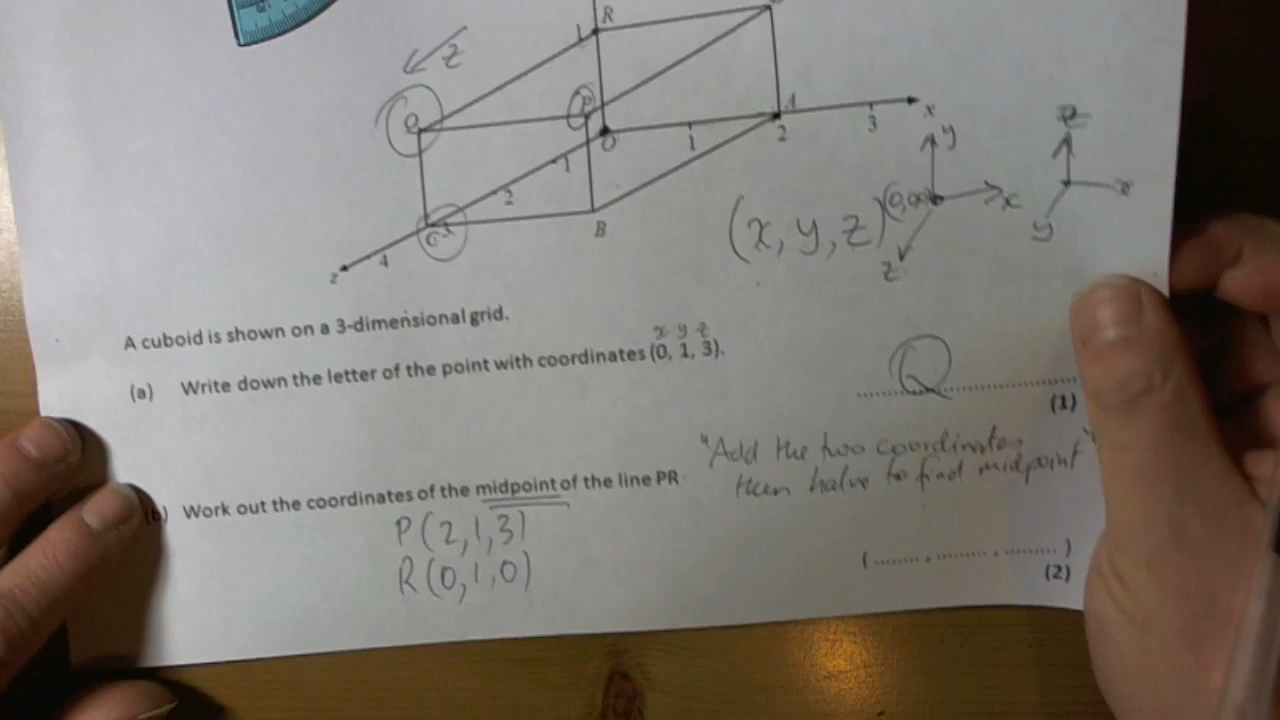 R
1
z
Q
P
A
x
O
1
2
3
1
2
y
(0,0,0)
x
(x, y, z)
z
y
B
4
z
A cuboid is shown on a 3-dimensional grid.
x y z
(a) Write down the letter of the point with coordinates (0, 1, 3).
Q
(1)
"Add the two coordinates
then halve to find midpoint"
Work out the coordinates of the midpoint of the line PR
P(2,1,3)
R(0,1,0)
( ........ , ......... , ......... )
(2)